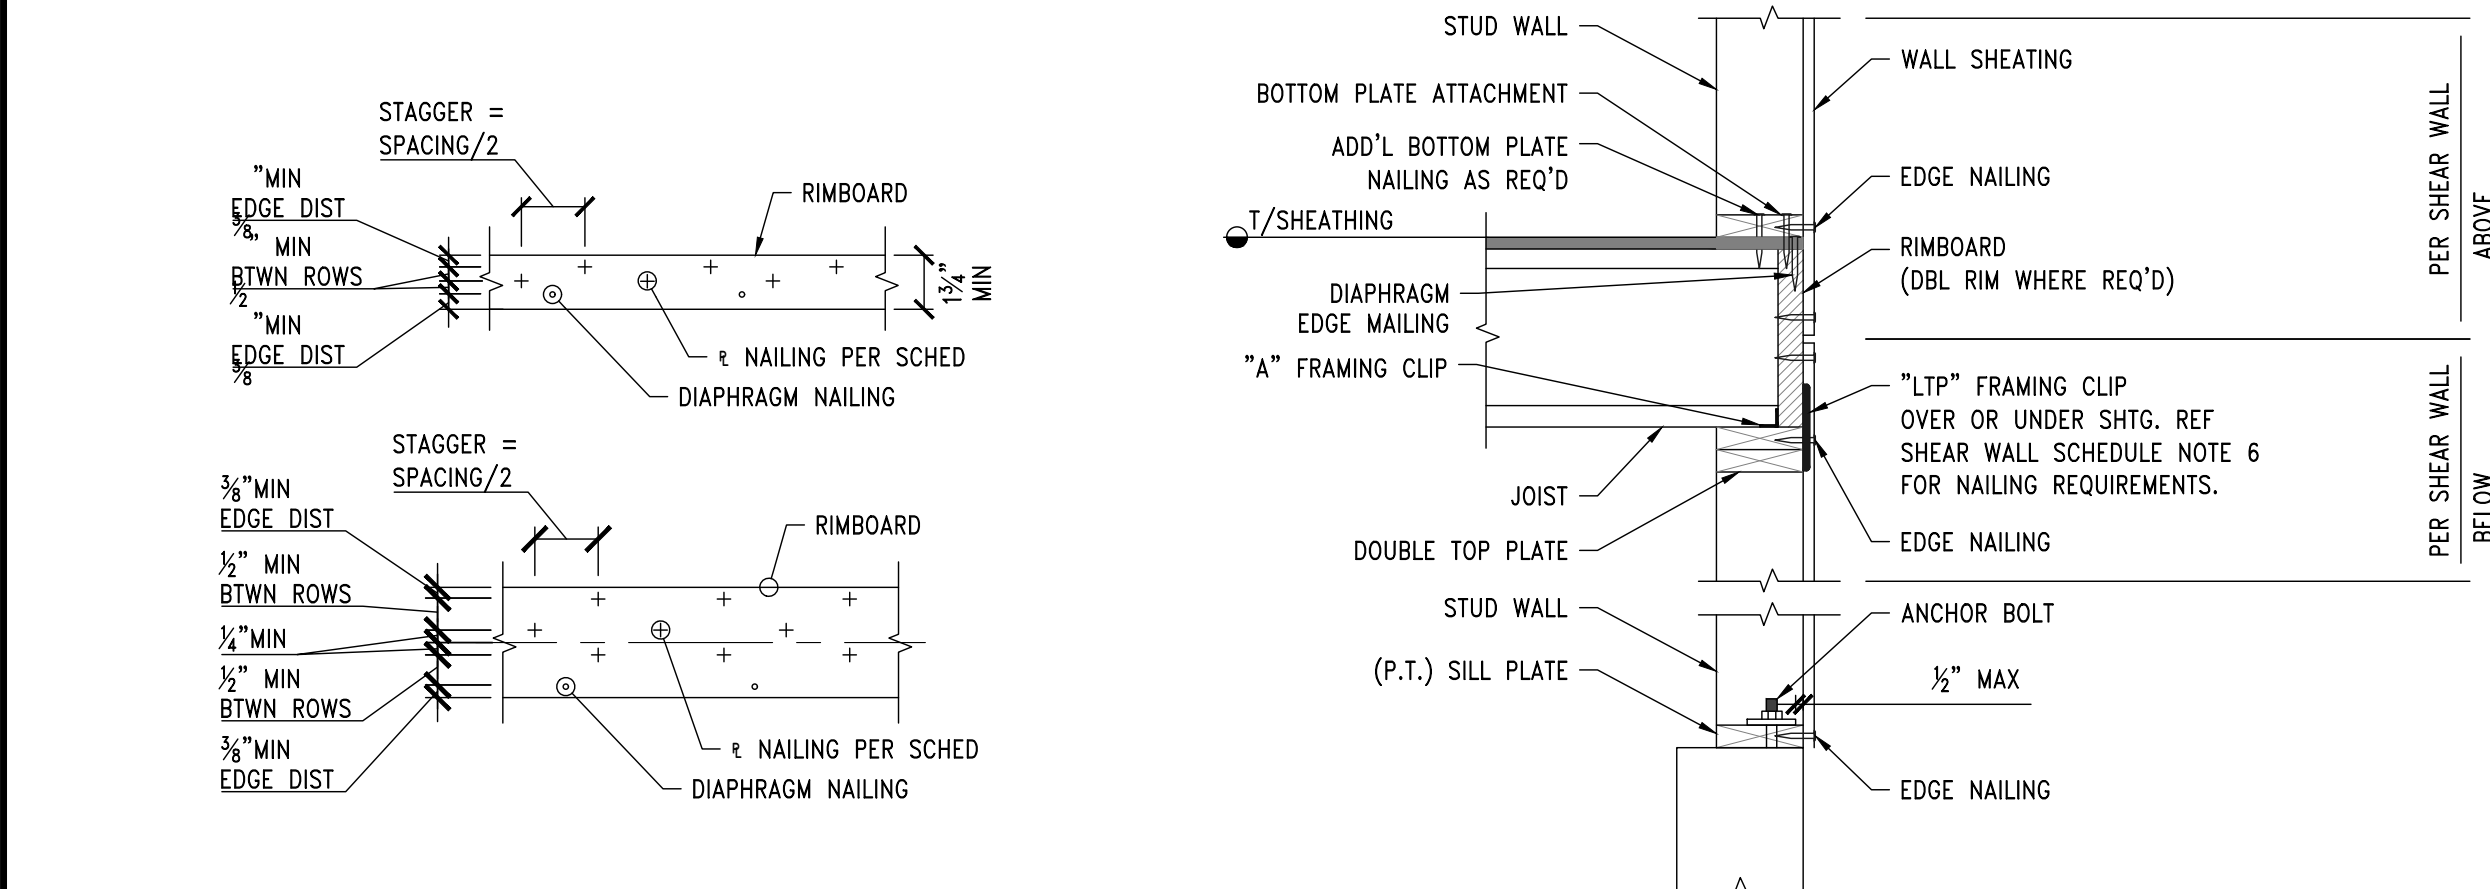 STAGGER =
SPACING/2
"MIN
EDGE DIST
3/8
" MIN
BTWN ROWS
1/2
"MIN
EDGE DIST
3/8
RIMBOARD
1 3/4"
MIN
℄ NAILING PER SCHED
DIAPHRAGM NAILING
STAGGER =
SPACING/2
3/8"MIN
EDGE DIST
1/2" MIN
BTWN ROWS
1/4"MIN
1/2" MIN
BTWN ROWS
3/8"MIN
EDGE DIST
RIMBOARD
℄ NAILING PER SCHED
DIAPHRAGM NAILING
STUD WALL
BOTTOM PLATE ATTACHMENT
ADD'L BOTTOM PLATE
NAILING AS REQ'D
T/SHEATHING
DIAPHRAGM
EDGE MAILING
"A" FRAMING CLIP
JOIST
DOUBLE TOP PLATE
STUD WALL
(P.T.) SILL PLATE
WALL SHEATING
EDGE NAILING
RIMBOARD
(DBL RIM WHERE REQ'D)
"LTP" FRAMING CLIP
OVER OR UNDER SHTG. REF
SHEAR WALL SCHEDULE NOTE 6
FOR NAILING REQUIREMENTS.
EDGE NAILING
ANCHOR BOLT
1/2" MAX
EDGE NAILING
PER SHEAR WALL
ABOVE
PER SHEAR WALL
BELOW